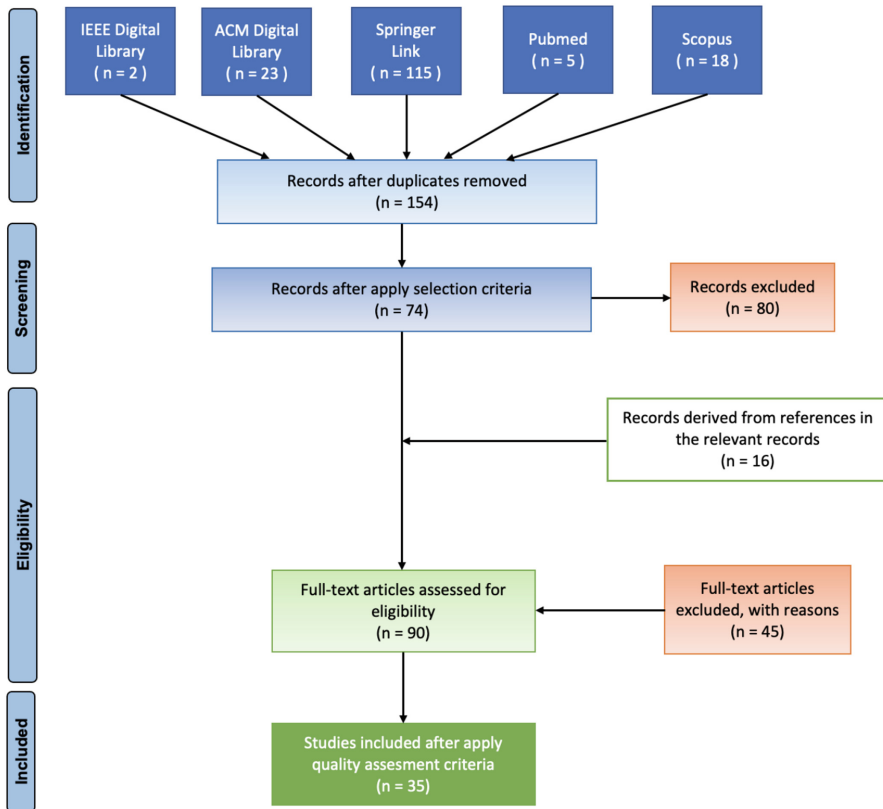 Identification
IEEE Digital
Library
( n = 2 )
ACM Digital
Library
( n = 23 )
Springer
Link
( n = 115 )
Pubmed
( n = 5 )
Scopus
( n = 18 )
Records after duplicates removed
(n = 154)
Screening
Records after apply selection criteria
(n = 74)
Records excluded
(n = 80)
Eligibility
Records derived from references in
the relevant records
(n = 16)
Full-text articles assessed for
eligibility
(n = 90)
Full-text articles
excluded, with reasons
(n = 45)
Included
Studies included after apply
quality assesment criteria
(n = 35)